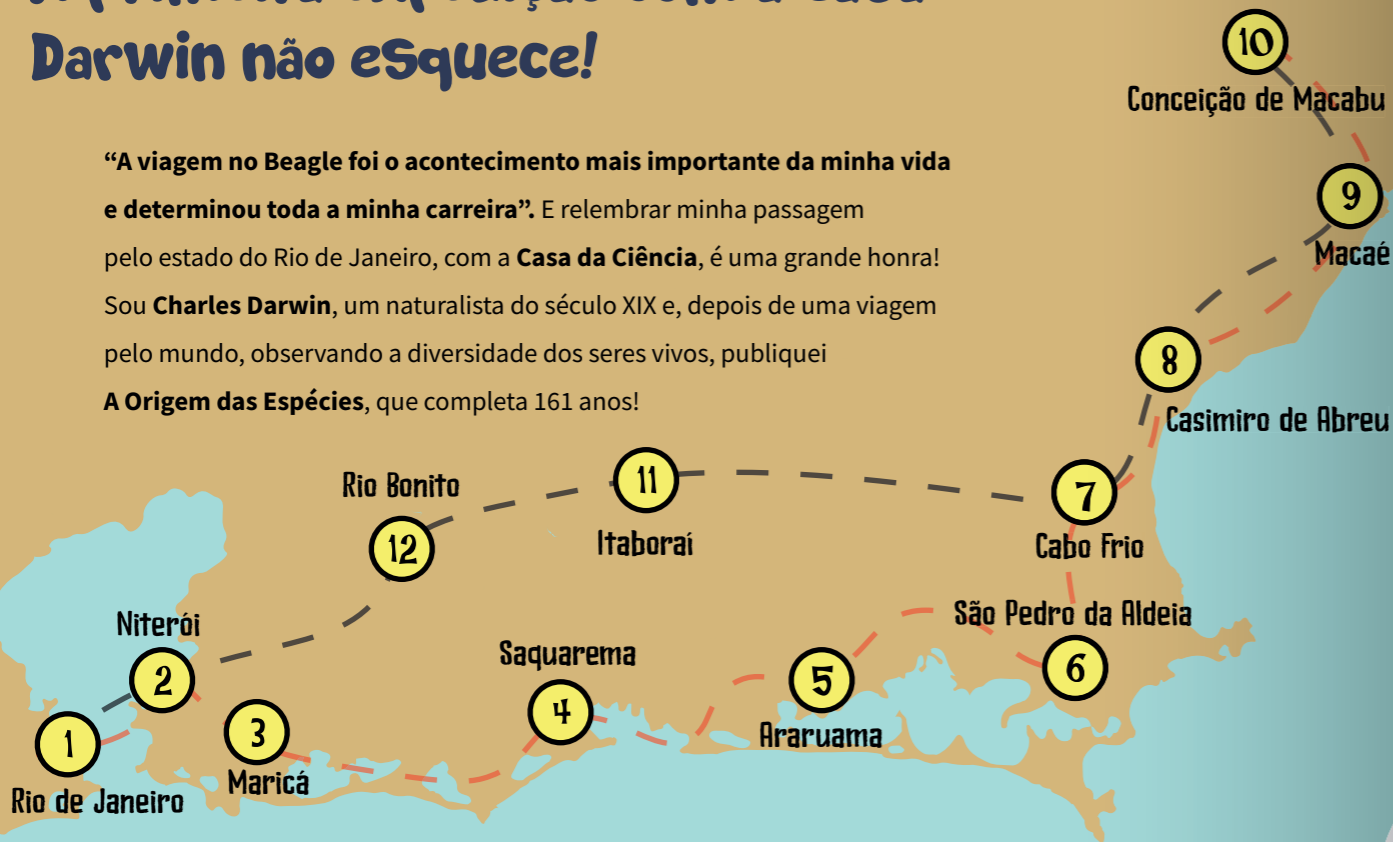 Darwin não esquece!
“A viagem no Beagle foi o acontecimento mais importante da minha vida
e determinou toda a minha carreira”. E relembrar minha passagem
pelo estado do Rio de Janeiro, com a Casa da Ciência, é uma grande honra!
Sou Charles Darwin, um naturalista do século XIX e, depois de uma viagem
pelo mundo, observando a diversidade dos seres vivos, publiquei
A Origem das Espécies, que completa 161 anos!
10
Conceição de Macabu
9
Macaé
8
Casimiro de Abreu
7
Cabo Frio
11
Itaboraí
Rio Bonito
12
São Pedro da Aldeia
6
Niterói
2
Saquarema
4
5
Araruama
3
Maricá
1
Rio de Janeiro